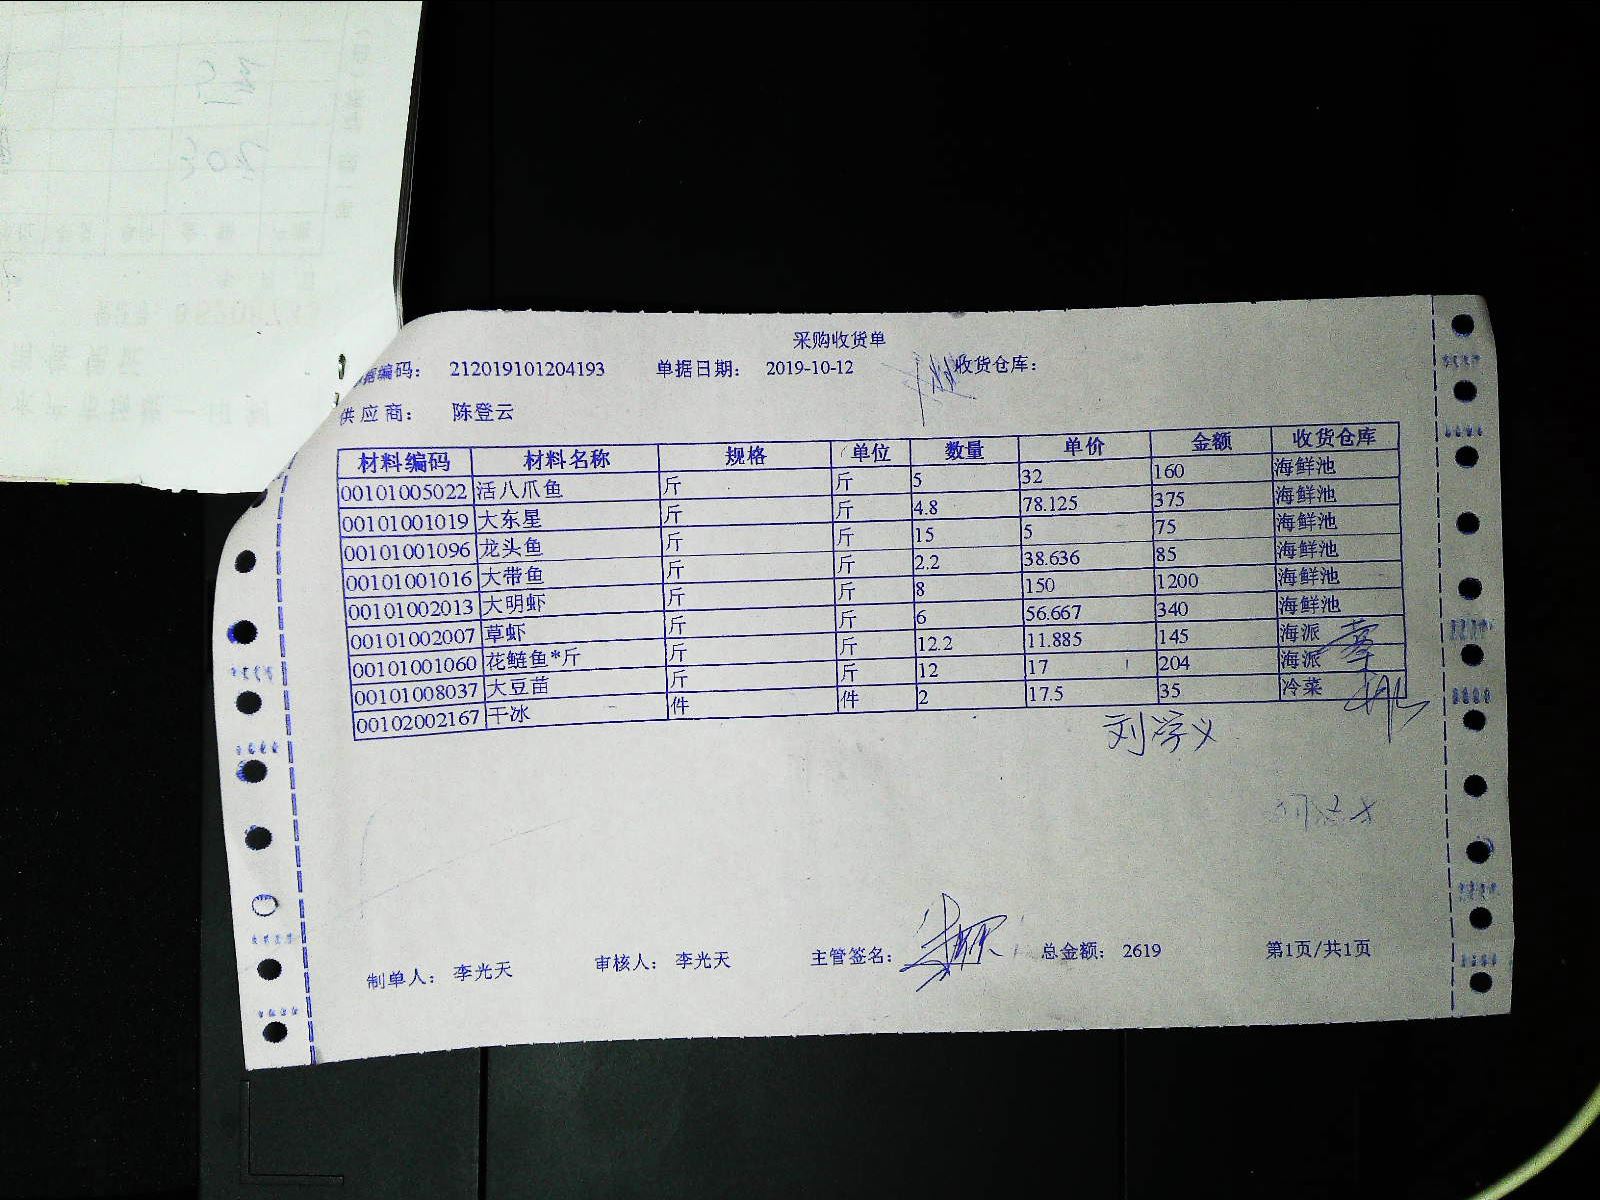 采购收货单
据编码： 212019101204193 单据日期： 2019-10-12 收货仓库：
供应商： 陈登云
材料编码 材料名称 规格 单位 数量 单价 金额 收货仓库
00101005022 活八爪鱼 斤 斤 5 32 160 海鲜池
00101001019 大东星 斤 斤 4.8 78.125 375 海鲜池
00101001096 龙头鱼 斤 斤 15 5 75 海鲜池
00101001016 大带鱼 斤 斤 2.2 38.636 85 海鲜池
00101002013 大明虾 斤 斤 8 150 1200 海鲜池
00101002007 草虾 斤 斤 6 56.667 340 海鲜池
00101001060 花鲢鱼*斤 斤 斤 12.2 11.885 145 海派
00101008037 大豆苗 斤 斤 12 17 204 海派
00102002167 干冰 件 件 2 17.5 35 冷菜
刘学义
制单人： 李光天 审核人： 李光天 主管签名： 总金额： 2619 第1页/共1页